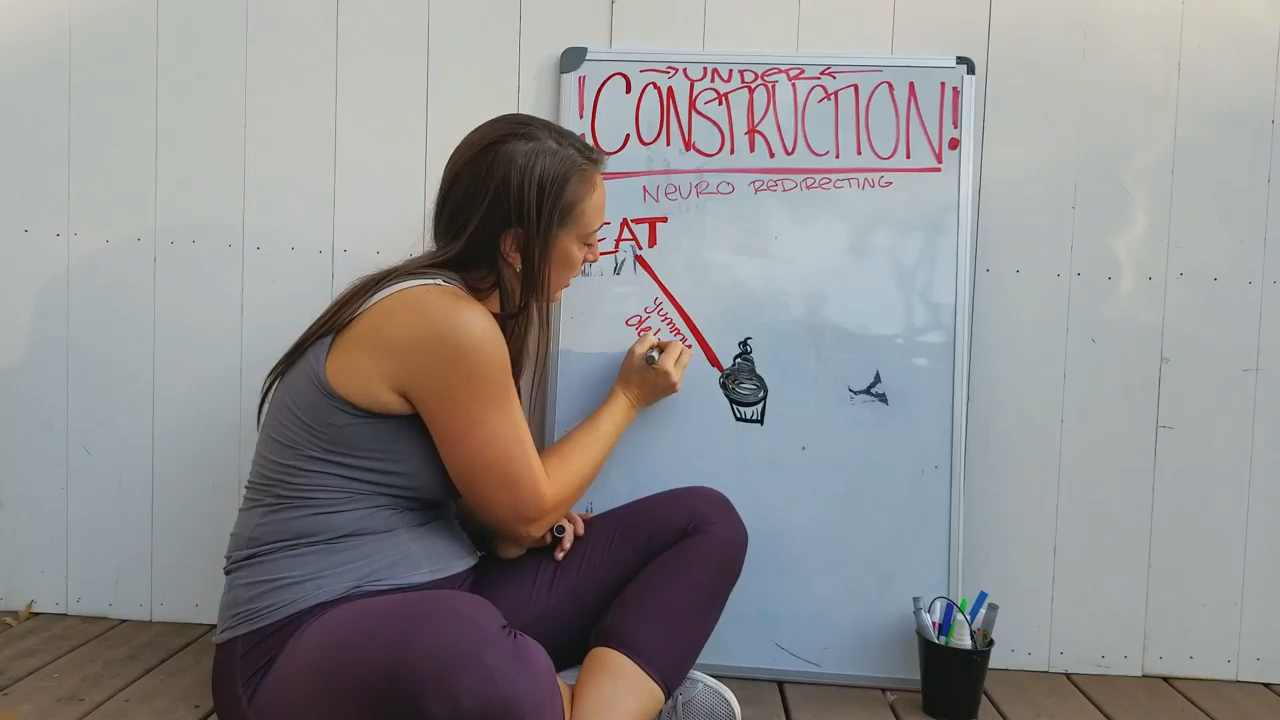 →UNDER←
!CONSTRUCTION!
NEURO REDIRECTING
EAT
yummy